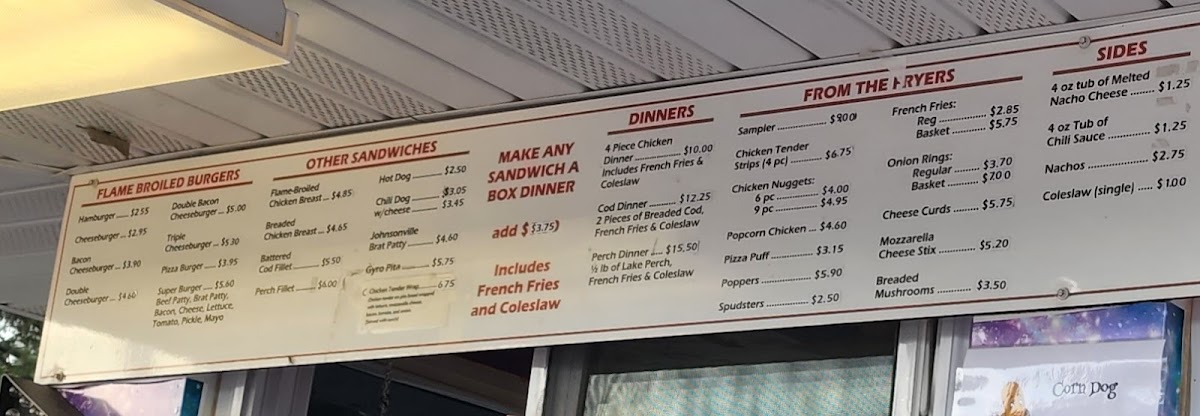 FLAME BROILED BURGERS
Hamburger ..... $2.55
Cheeseburger ... $2.95
Bacon
Cheeseburger ... $3.90
Double
Cheeseburger ... $4.60
Double Bacon
Cheeseburger ... $5.00
Triple
Cheeseburger ... $5.30
Pizza Burger .... $3.95
Super Burger ..... $5.60
Beef Patty, Brat Patty,
Bacon, Cheese, Lettuce,
Tomato, Pickle, Mayo
OTHER SANDWICHES
Flame-Broiled
Chicken Breast ... $4.85
Breaded
Chicken Breast ... $4.65
Battered
Cod Fillet ........ $5.50
Perch Fillet ....... $6.00
Hot Dog .......... $2.50
Chili Dog ......... $3.05
w/cheese ......... $3.45
Johnsonville
Brat Patty ......... $4.60
Gyro Pita .......... $5.75
Chicken Tender Wrap ...... 6.75
MAKE ANY
SANDWICH A
BOX DINNER
add $ $3.75)
Includes
French Fries
and Coleslaw
DINNERS
4 Piece Chicken
Dinner .............. $10.00
Includes French Fries &
Coleslaw
Cod Dinner ......... $12.25
2 Pieces of Breaded Cod,
French Fries & Coleslaw
Perch Dinner .... $15.50
½ lb of Lake Perch,
French Fries & Coleslaw
FROM THE FRYERS
Sampler ................. $9.00
Chicken Tender
Strips (4 pc) .......... $6.75
Chicken Nuggets:
6 pc .............. $4.00
9 pc .............. $4.95
Popcorn Chicken ... $4.60
Pizza Puff .............. $3.15
Poppers ................ $5.90
Spudsters .............. $2.50
French Fries:
Reg ................ $2.85
Basket ........... $5.75
Onion Rings:
Regular ......... $3.70
Basket ........... $7.00
Cheese Curds ........ $5.75
Mozzarella
Cheese Stix ............ $5.20
Breaded
Mushrooms ........... $3.50
SIDES
4 oz tub of Melted
Nacho Cheese ........ $1.25
4 oz Tub of
Chili Sauce .............. $1.25
Nachos .................... $2.75
Coleslaw (single) ..... $1.00
Corn Dog